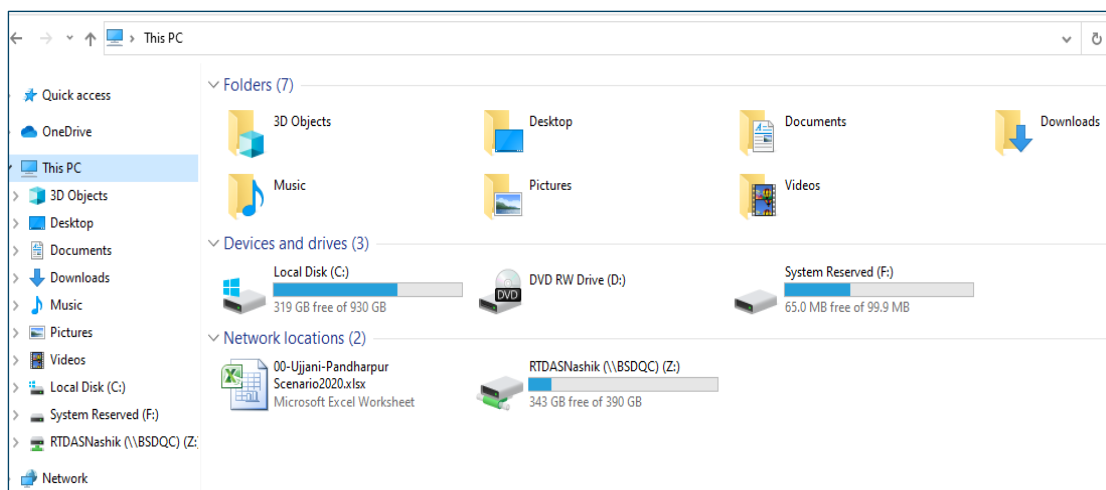 This PC
Quick access
OneDrive
This PC
3D Objects
Desktop
Documents
Downloads
Music
Pictures
Videos
Local Disk (C:)
System Reserved (F:)
RTDASNashik (\\BSDQC) (Z:
Network
Folders (7)
3D Objects
Desktop
Documents
Downloads
Music
Pictures
Videos
Devices and drives (3)
Local Disk (C:)
319 GB free of 930 GB
DVD
DVD RW Drive (D:)
System Reserved (F:)
65.0 MB free of 99.9 MB
Network locations (2)
00-Ujjani-Pandharpur
Scenario2020.xlsx
Microsoft Excel Worksheet
RTDASNashik (\\BSDQC) (Z:)
343 GB free of 390 GB